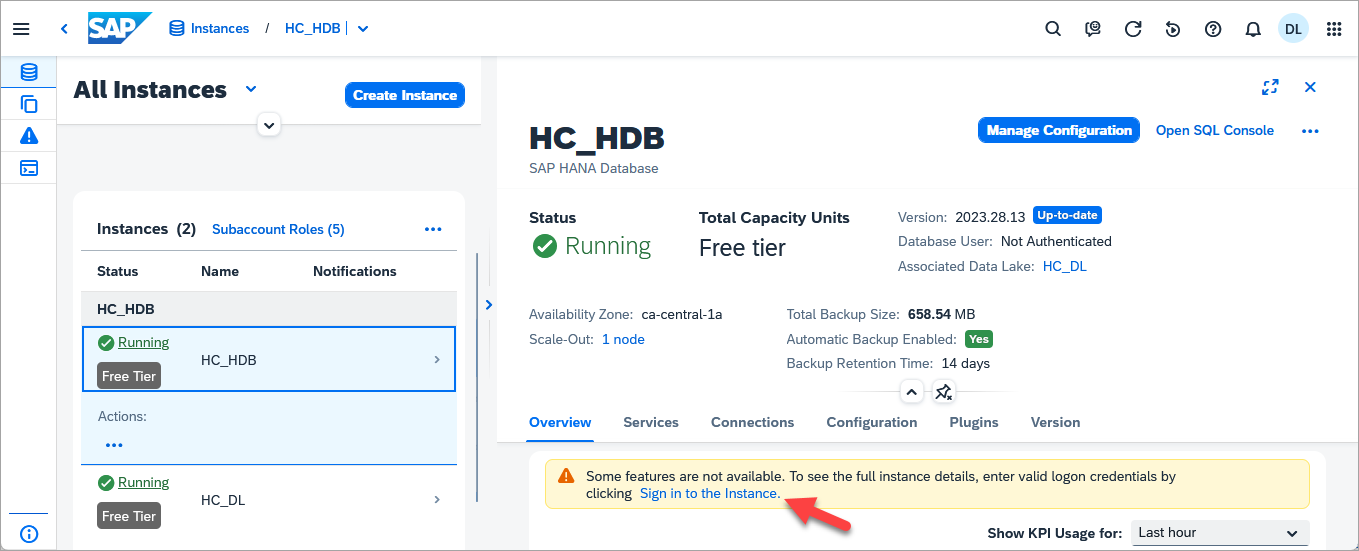 SAP Instances / HC_HDB | DL
All Instances
Create Instance
Instances (2) Subaccount Roles (5)
Status Name Notifications
HC_HDB
Running
HC_HDB
Free Tier
Actions:
Running
HC_DL
Free Tier
HC_HDB
SAP HANA Database
Manage Configuration Open SQL Console
Status
Running
Total Capacity Units
Free tier
Version: 2023.28.13 Up-to-date
Database User: Not Authenticated
Associated Data Lake: HC_DL
Availability Zone: ca-central-1a
Scale-Out: 1 node
Total Backup Size: 658.54 MB
Automatic Backup Enabled: Yes
Backup Retention Time: 14 days
Overview Services Connections Configuration Plugins Version
Some features are not available. To see the full instance details, enter valid logon credentials by
clicking Sign in to the Instance.
Show KPI Usage for: Last hour